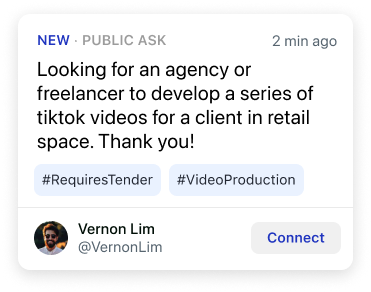 NEW · PUBLIC ASK 2 min ago
Looking for an agency or
freelancer to develop a series of
tiktok videos for a client in retail
space. Thank you!
#RequiresTender #VideoProduction
Vernon Lim
@VernonLim
Connect